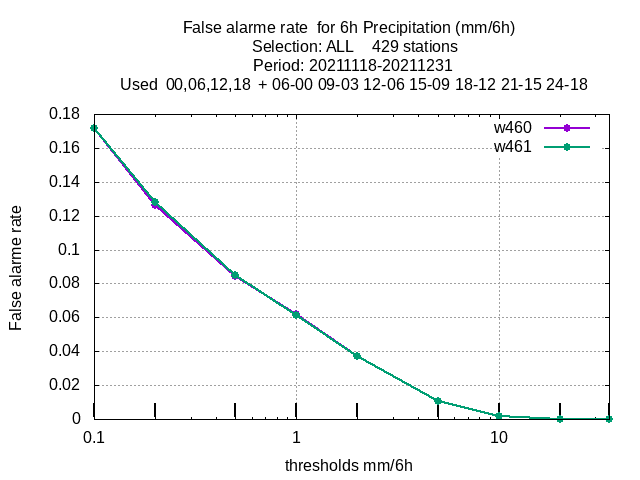 False alarme rate  for 6h Precipitation (mm/6h)
Selection: ALL    429 stations
Period: 20211118-20211231
Used  00,06,12,18  + 06-00 09-03 12-06 15-09 18-12 21-15 24-18
w460
w461
0.18
0.16
0.14
0.12
0.1
0.08
0.06
0.04
0.02
0
False alarme rate
0.1
1
10
thresholds mm/6h